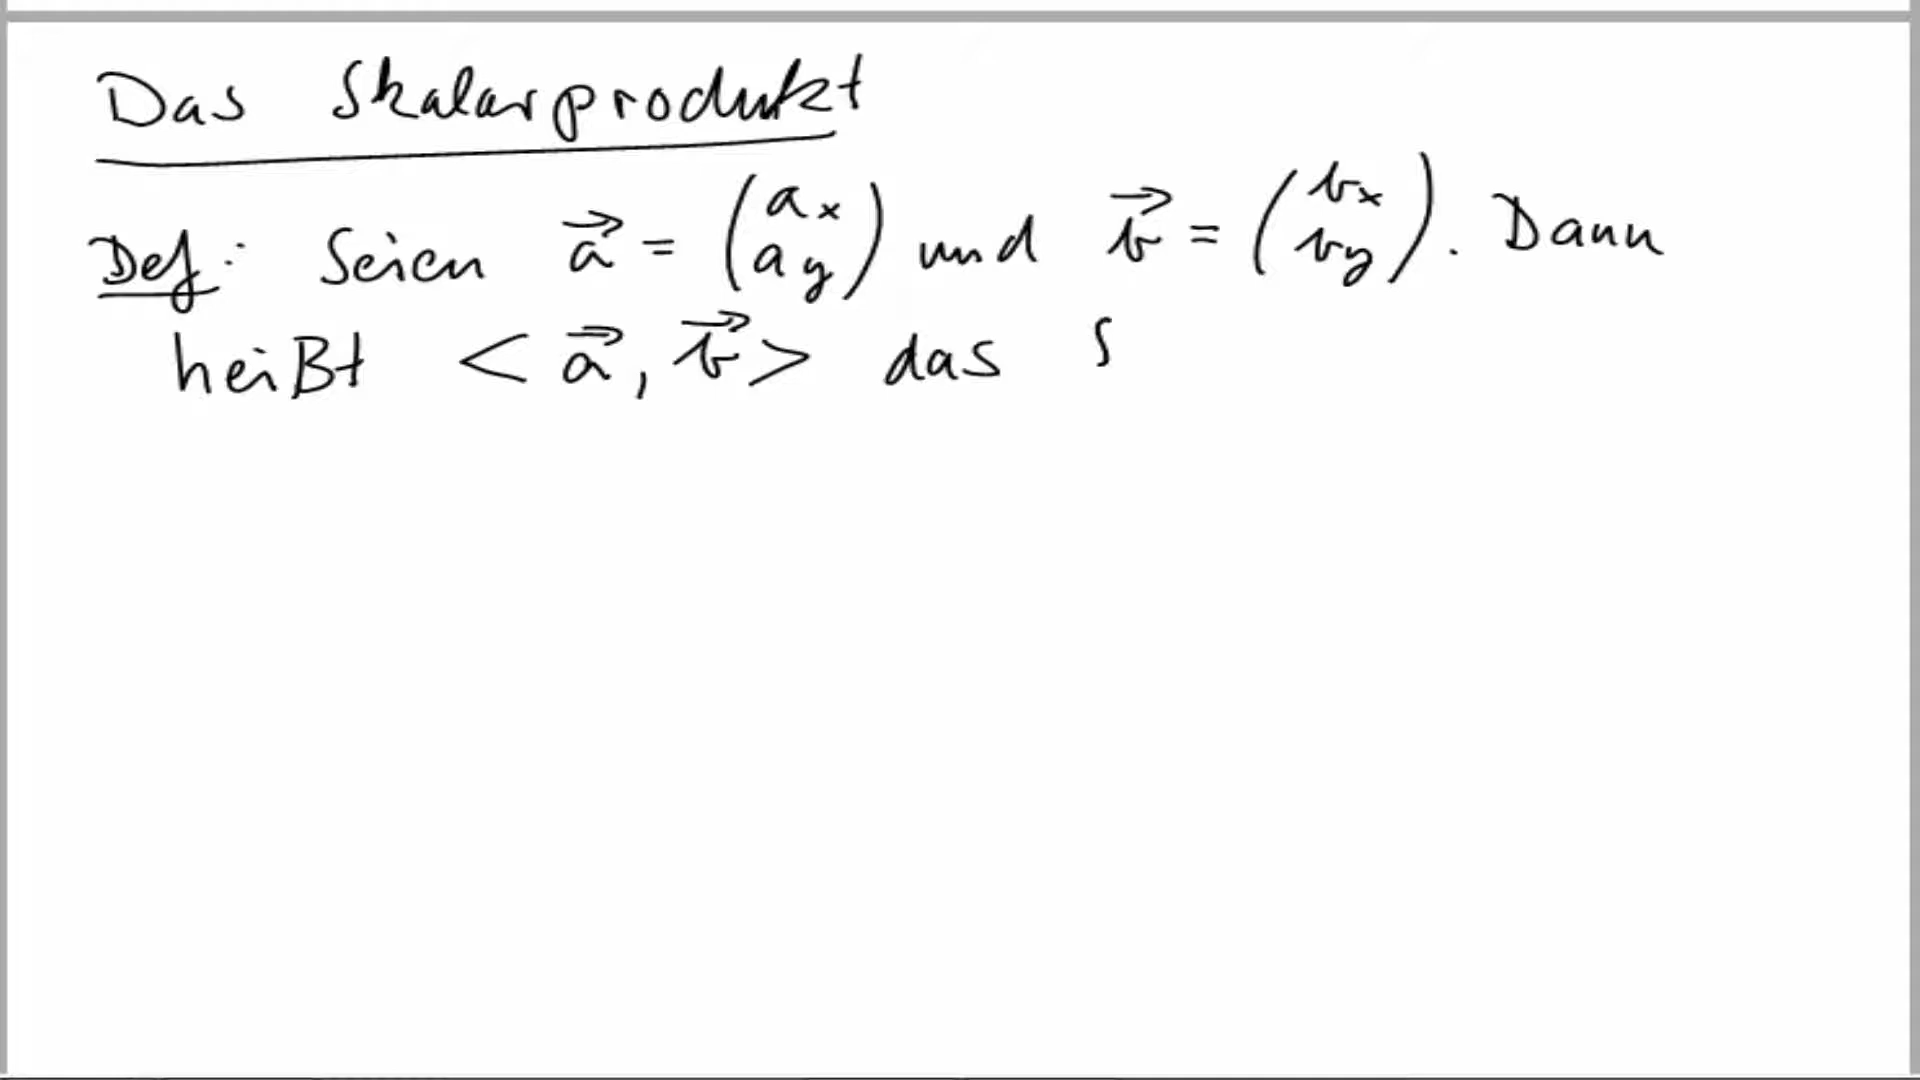 Das Skalarprodukt
Def: Seien a⃗ = (aₓ a_y) und b⃗ = (bₓ b_y). Dann
heißt < a⃗, b⃗ > das S